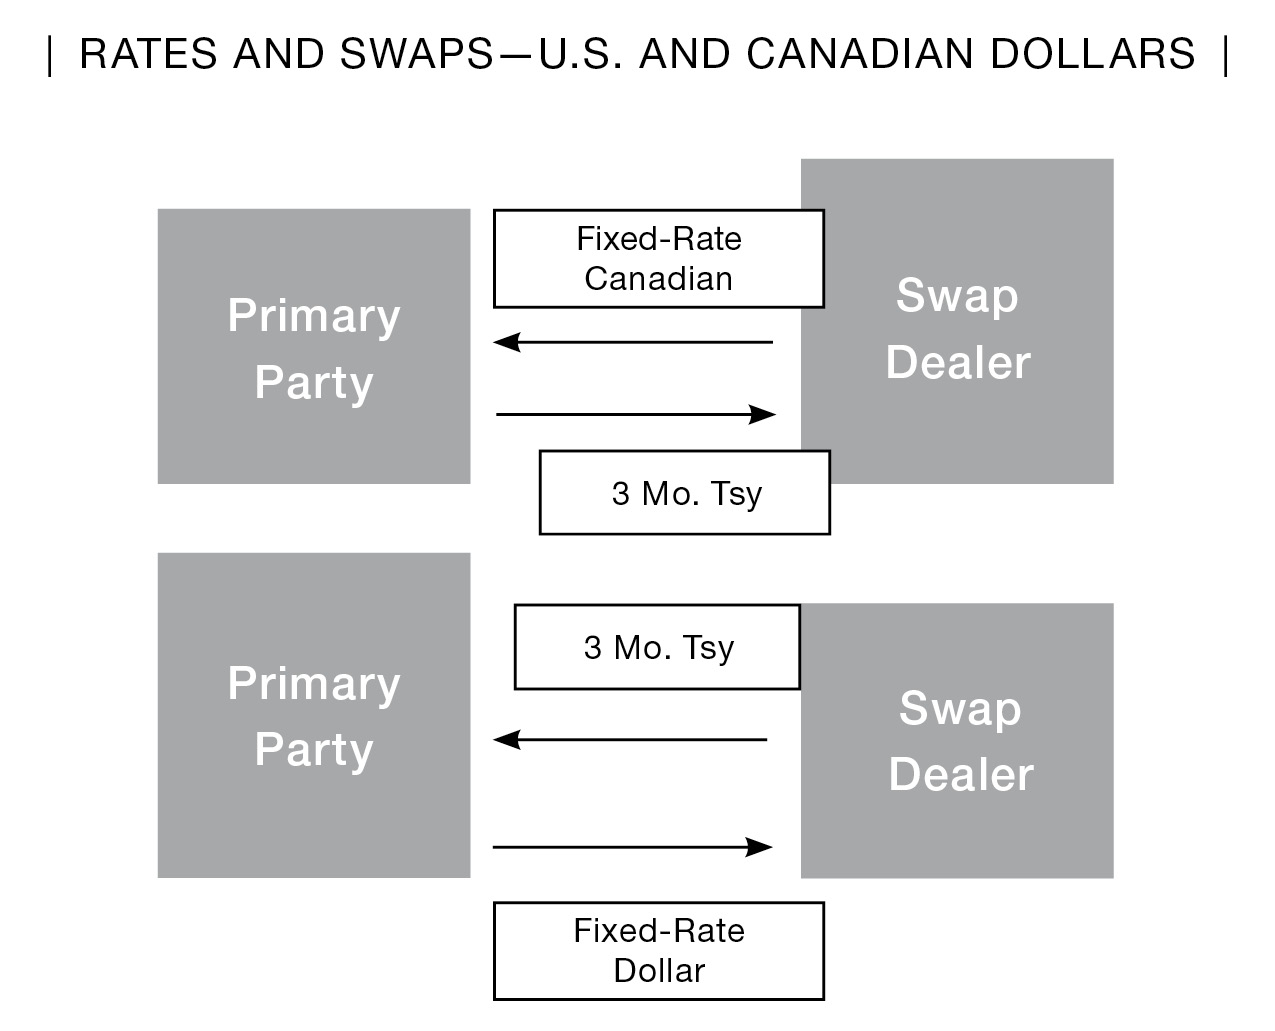 | RATES AND SWAPS—U.S. AND CANADIAN DOLLARS |
Primary
Party
Fixed-Rate
Canadian
Swap
Dealer
3 Mo. Tsy
Primary
Party
3 Mo. Tsy
Swap
Dealer
Fixed-Rate
Dollar